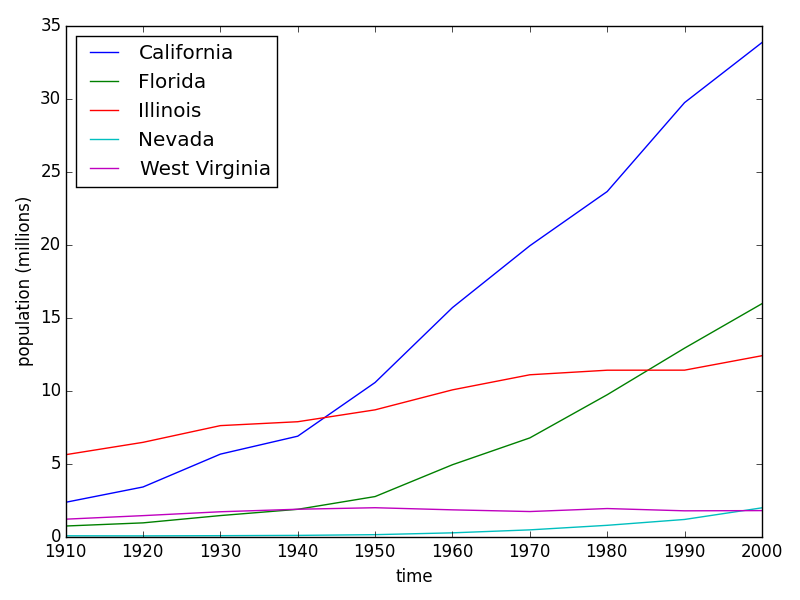 35
30
25
20
15
10
5
0
population (millions)
California
Florida
Illinois
Nevada
West Virginia
1910 1920 1930 1940 1950 1960 1970 1980 1990 2000
time